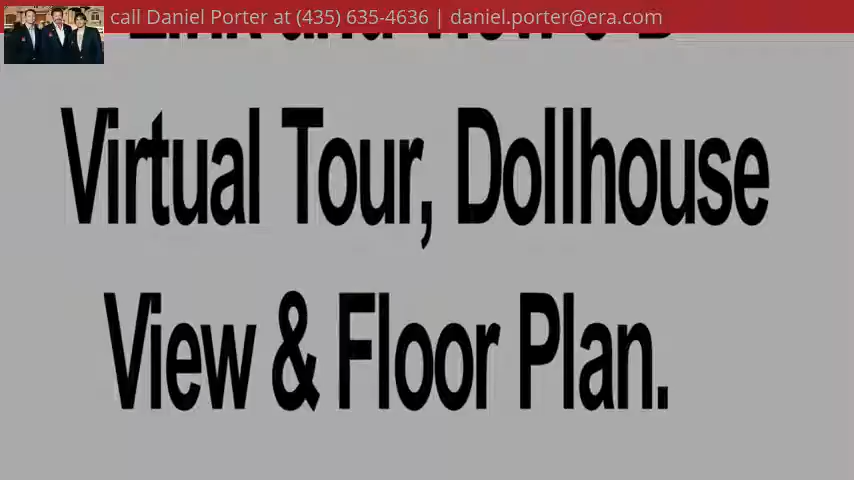 call Daniel Porter at (435) 635-4636 | daniel.porter@era.com
Virtual Tour, Dollhouse
View & Floor Plan.